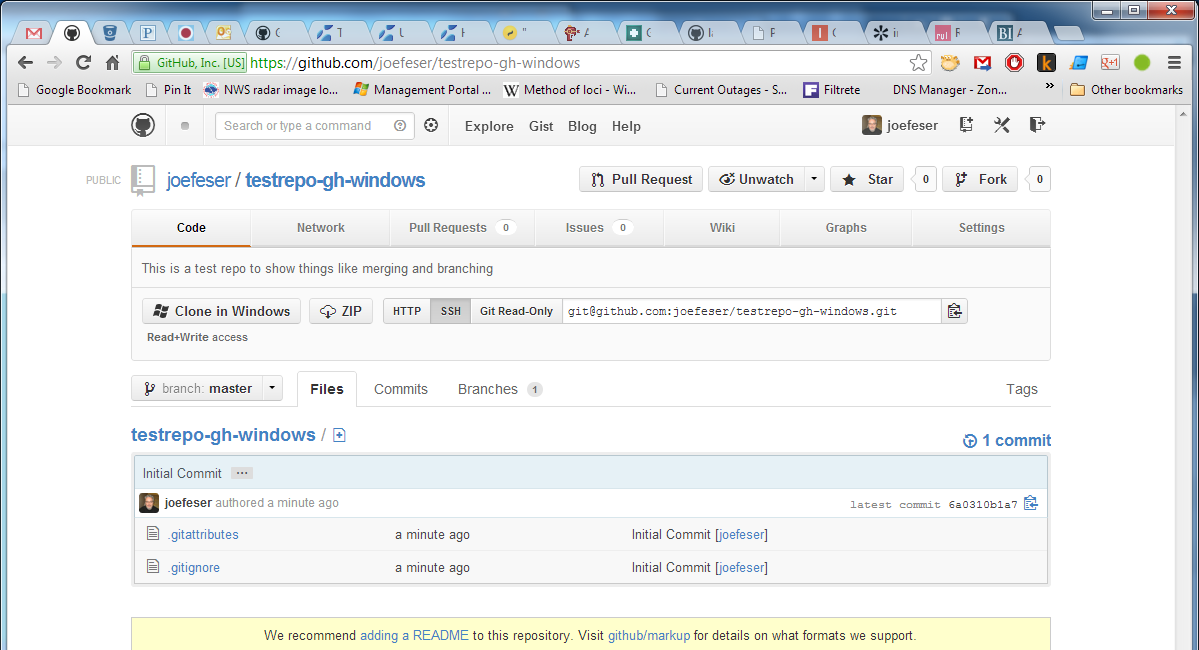 GitHub, Inc. [US] https://github.com/joefeser/testrepo-gh-windows
Google Bookmark Pin It NWS radar image lo... Management Portal ... Method of loci - Wi... Current Outages - S... Filtrete DNS Manager - Zon... » Other bookmarks
Search or type a command Explore Gist Blog Help joefeser
PUBLIC joefeser / testrepo-gh-windows Pull Request Unwatch Star 0 Fork 0
Code Network Pull Requests 0 Issues 0 Wiki Graphs Settings
This is a test repo to show things like merging and branching
Clone in Windows ZIP HTTP SSH Git Read-Only git@github.com:joefeser/testrepo-gh-windows.git
Read+Write access
branch: master Files Commits Branches 1 Tags
testrepo-gh-windows / 1 commit
Initial Commit ...
joefeser authored a minute ago latest commit 6a0310b1a7
.gitattributes a minute ago Initial Commit [joefeser]
.gitignore a minute ago Initial Commit [joefeser]
We recommend adding a README to this repository. Visit github/markup for details on what formats we support.